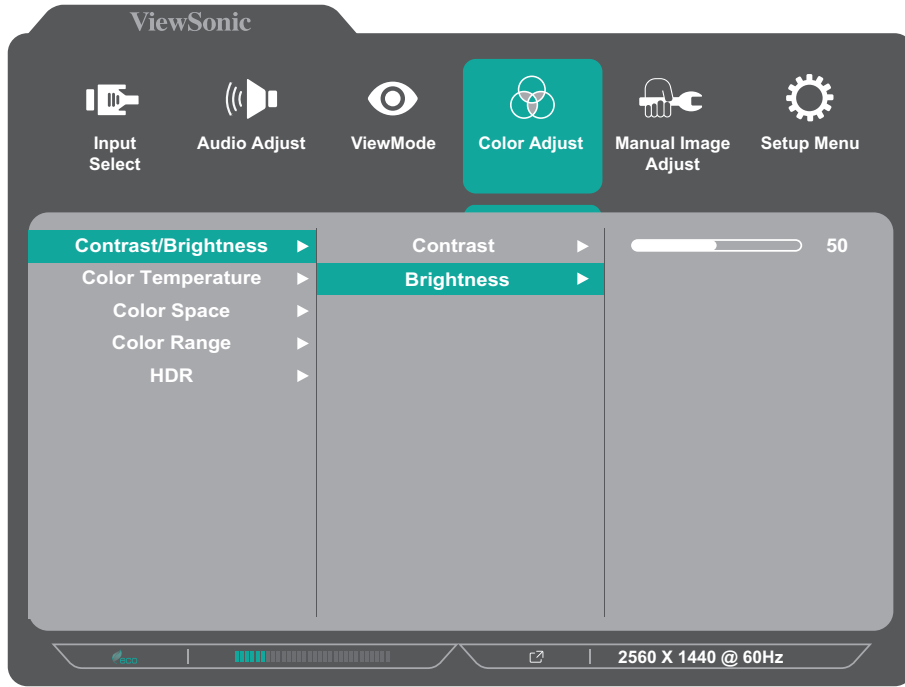 ViewSonic
Input Select
Audio Adjust
ViewMode
Color Adjust
Manual Image Adjust
Setup Menu
Contrast/Brightness
Contrast
50
Color Temperature
Brightness
Color Space
Color Range
HDR
eco
2560 X 1440 @ 60Hz